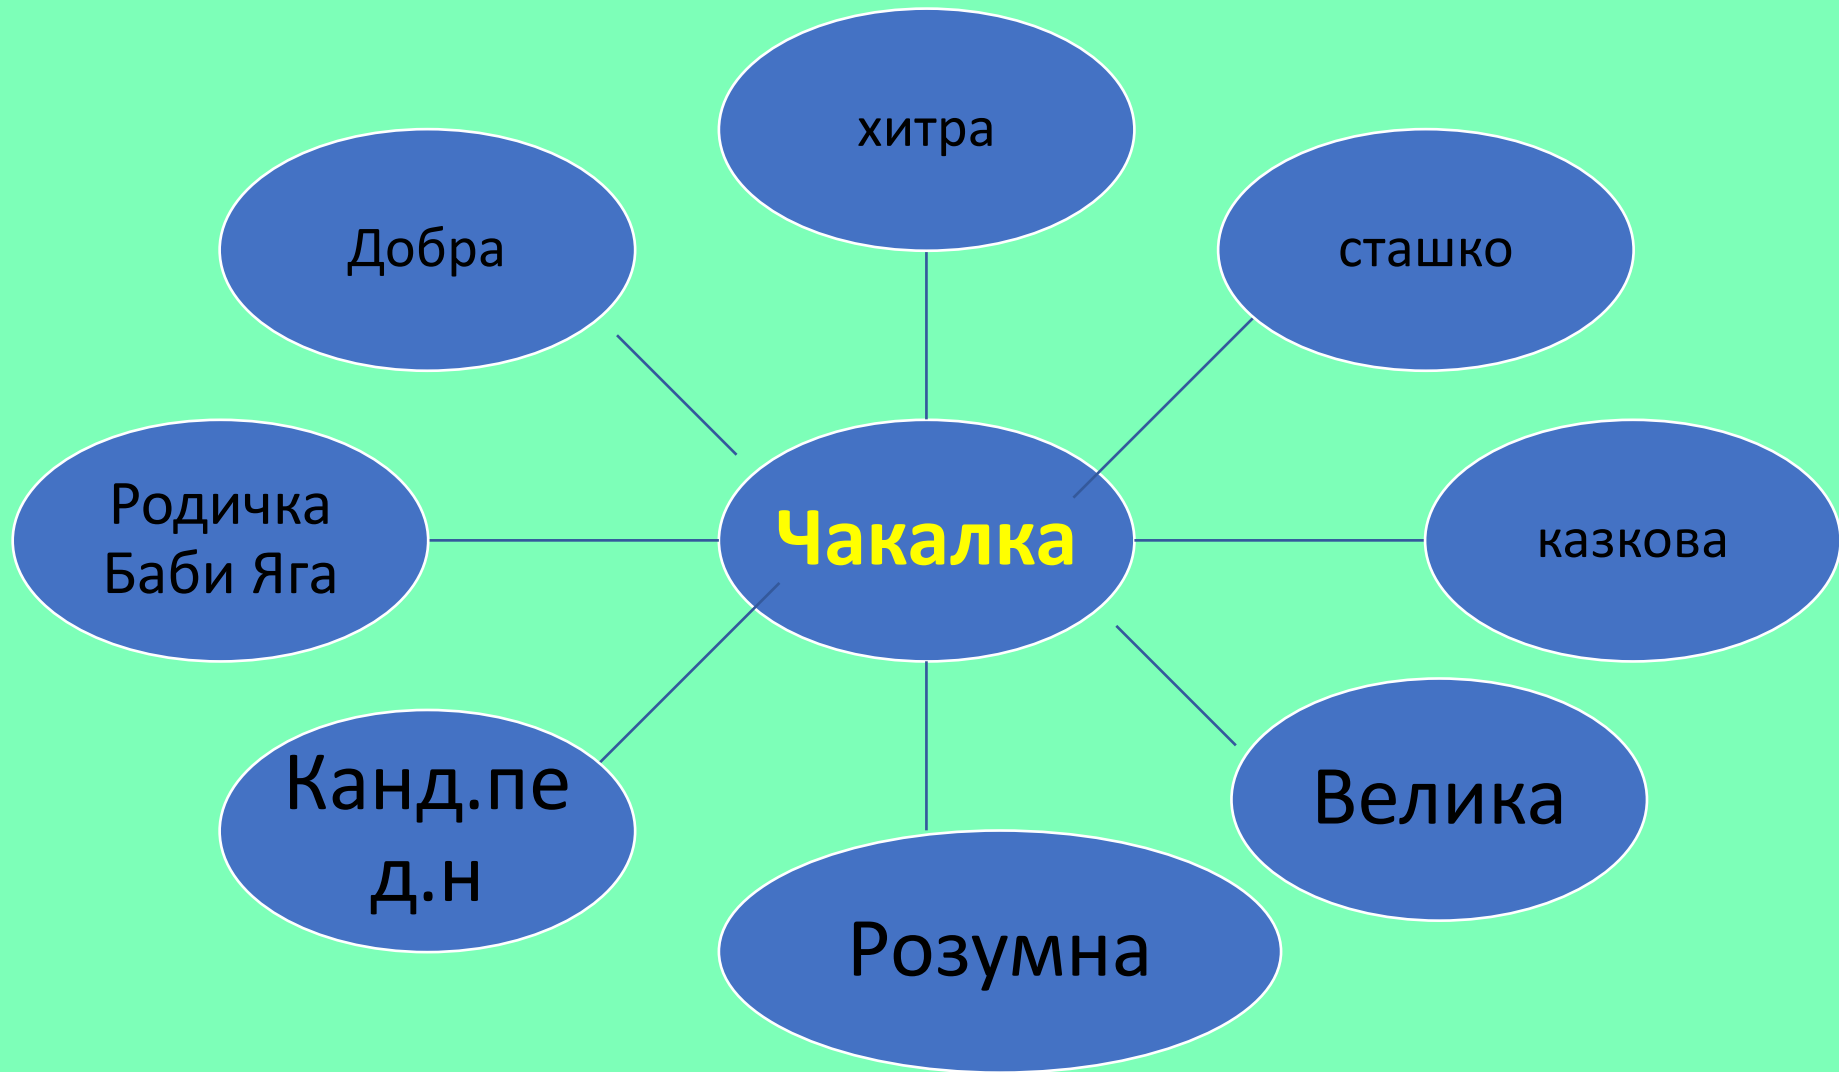 хитра
Добра
сташко
Родичка
Баби Яга
Чакалка
казкова
Канд.пе
д.н
Велика
Розумна